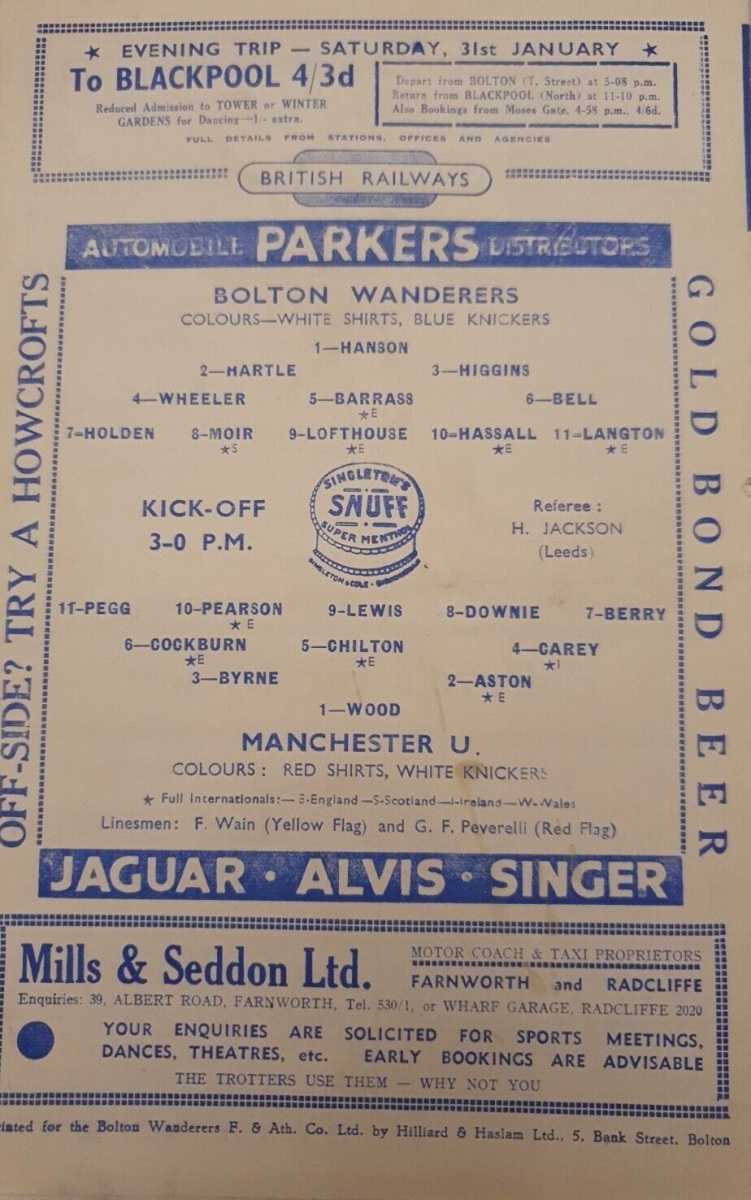 ★ EVENING TRIP — SATURDAY, 31st JANUARY ★
To BLACKPOOL 4/3d
Reduced Admission to TOWER or WINTER
GARDENS for Dancing—1/- extra.
Depart from BOLTON (T. Street) at 5-08 p.m.
Return from BLACKPOOL (North) at 11-10 p.m.
Also Bookings from Moses Gate, 4-58 p.m., 4/6d.
FULL DETAILS FROM STATIONS, OFFICES AND AGENCIES
BRITISH RAILWAYS
AUTOMOBILE PARKERS DISTRIBUTORS
OFF-SIDE? TRY A HOWCROFTS
BOLTON WANDERERS
COLOURS—WHITE SHIRTS, BLUE KNICKERS
1—HANSON
2—HARTLE 3—HIGGINS
4—WHEELER 5—BARRASS 6—BELL
★E
7=HOLDEN 8-MOIR 9-LOFTHOUSE 10=HASSALL 11=LANGTON
★S ★E ★E ★E
KICK-OFF
3-0 P.M.
SINGLETON'S
SNUFF
SUPER MENTHOL
SINGLETON & COLE
Referee :
H. JACKSON
(Leeds)
11-PEGG 10-PEARSON 9-LEWIS 8-DOWNIE 7-BERRY
★ E
6—COCKBURN 5—CHILTON 4—CAREY
★E ★E ★I
3—BYRNE 2—ASTON
★ E
1—WOOD
MANCHESTER U.
COLOURS : RED SHIRTS, WHITE KNICKERS
★ Full Internationals:— E-England —S-Scotland—I-Ireland—W-Wales
Linesmen: F. Wain (Yellow Flag) and G. F. Peverelli (Red Flag)
GOLD BOND BEER
JAGUAR · ALVIS · SINGER
Mills & Seddon Ltd.
MOTOR COACH & TAXI PROPRIETORS
FARNWORTH and RADCLIFFE
Enquiries: 39, ALBERT ROAD, FARNWORTH, Tel. 530/1, or WHARF GARAGE, RADCLIFFE 2020
YOUR ENQUIRIES ARE SOLICITED FOR SPORTS MEETINGS,
DANCES, THEATRES, etc. EARLY BOOKINGS ARE ADVISABLE
THE TROTTERS USE THEM — WHY NOT YOU
for the Bolton Wanderers F. & Ath. Co. Ltd. by Hilliard & Haslam Ltd., 5, Bank Street, Bolton